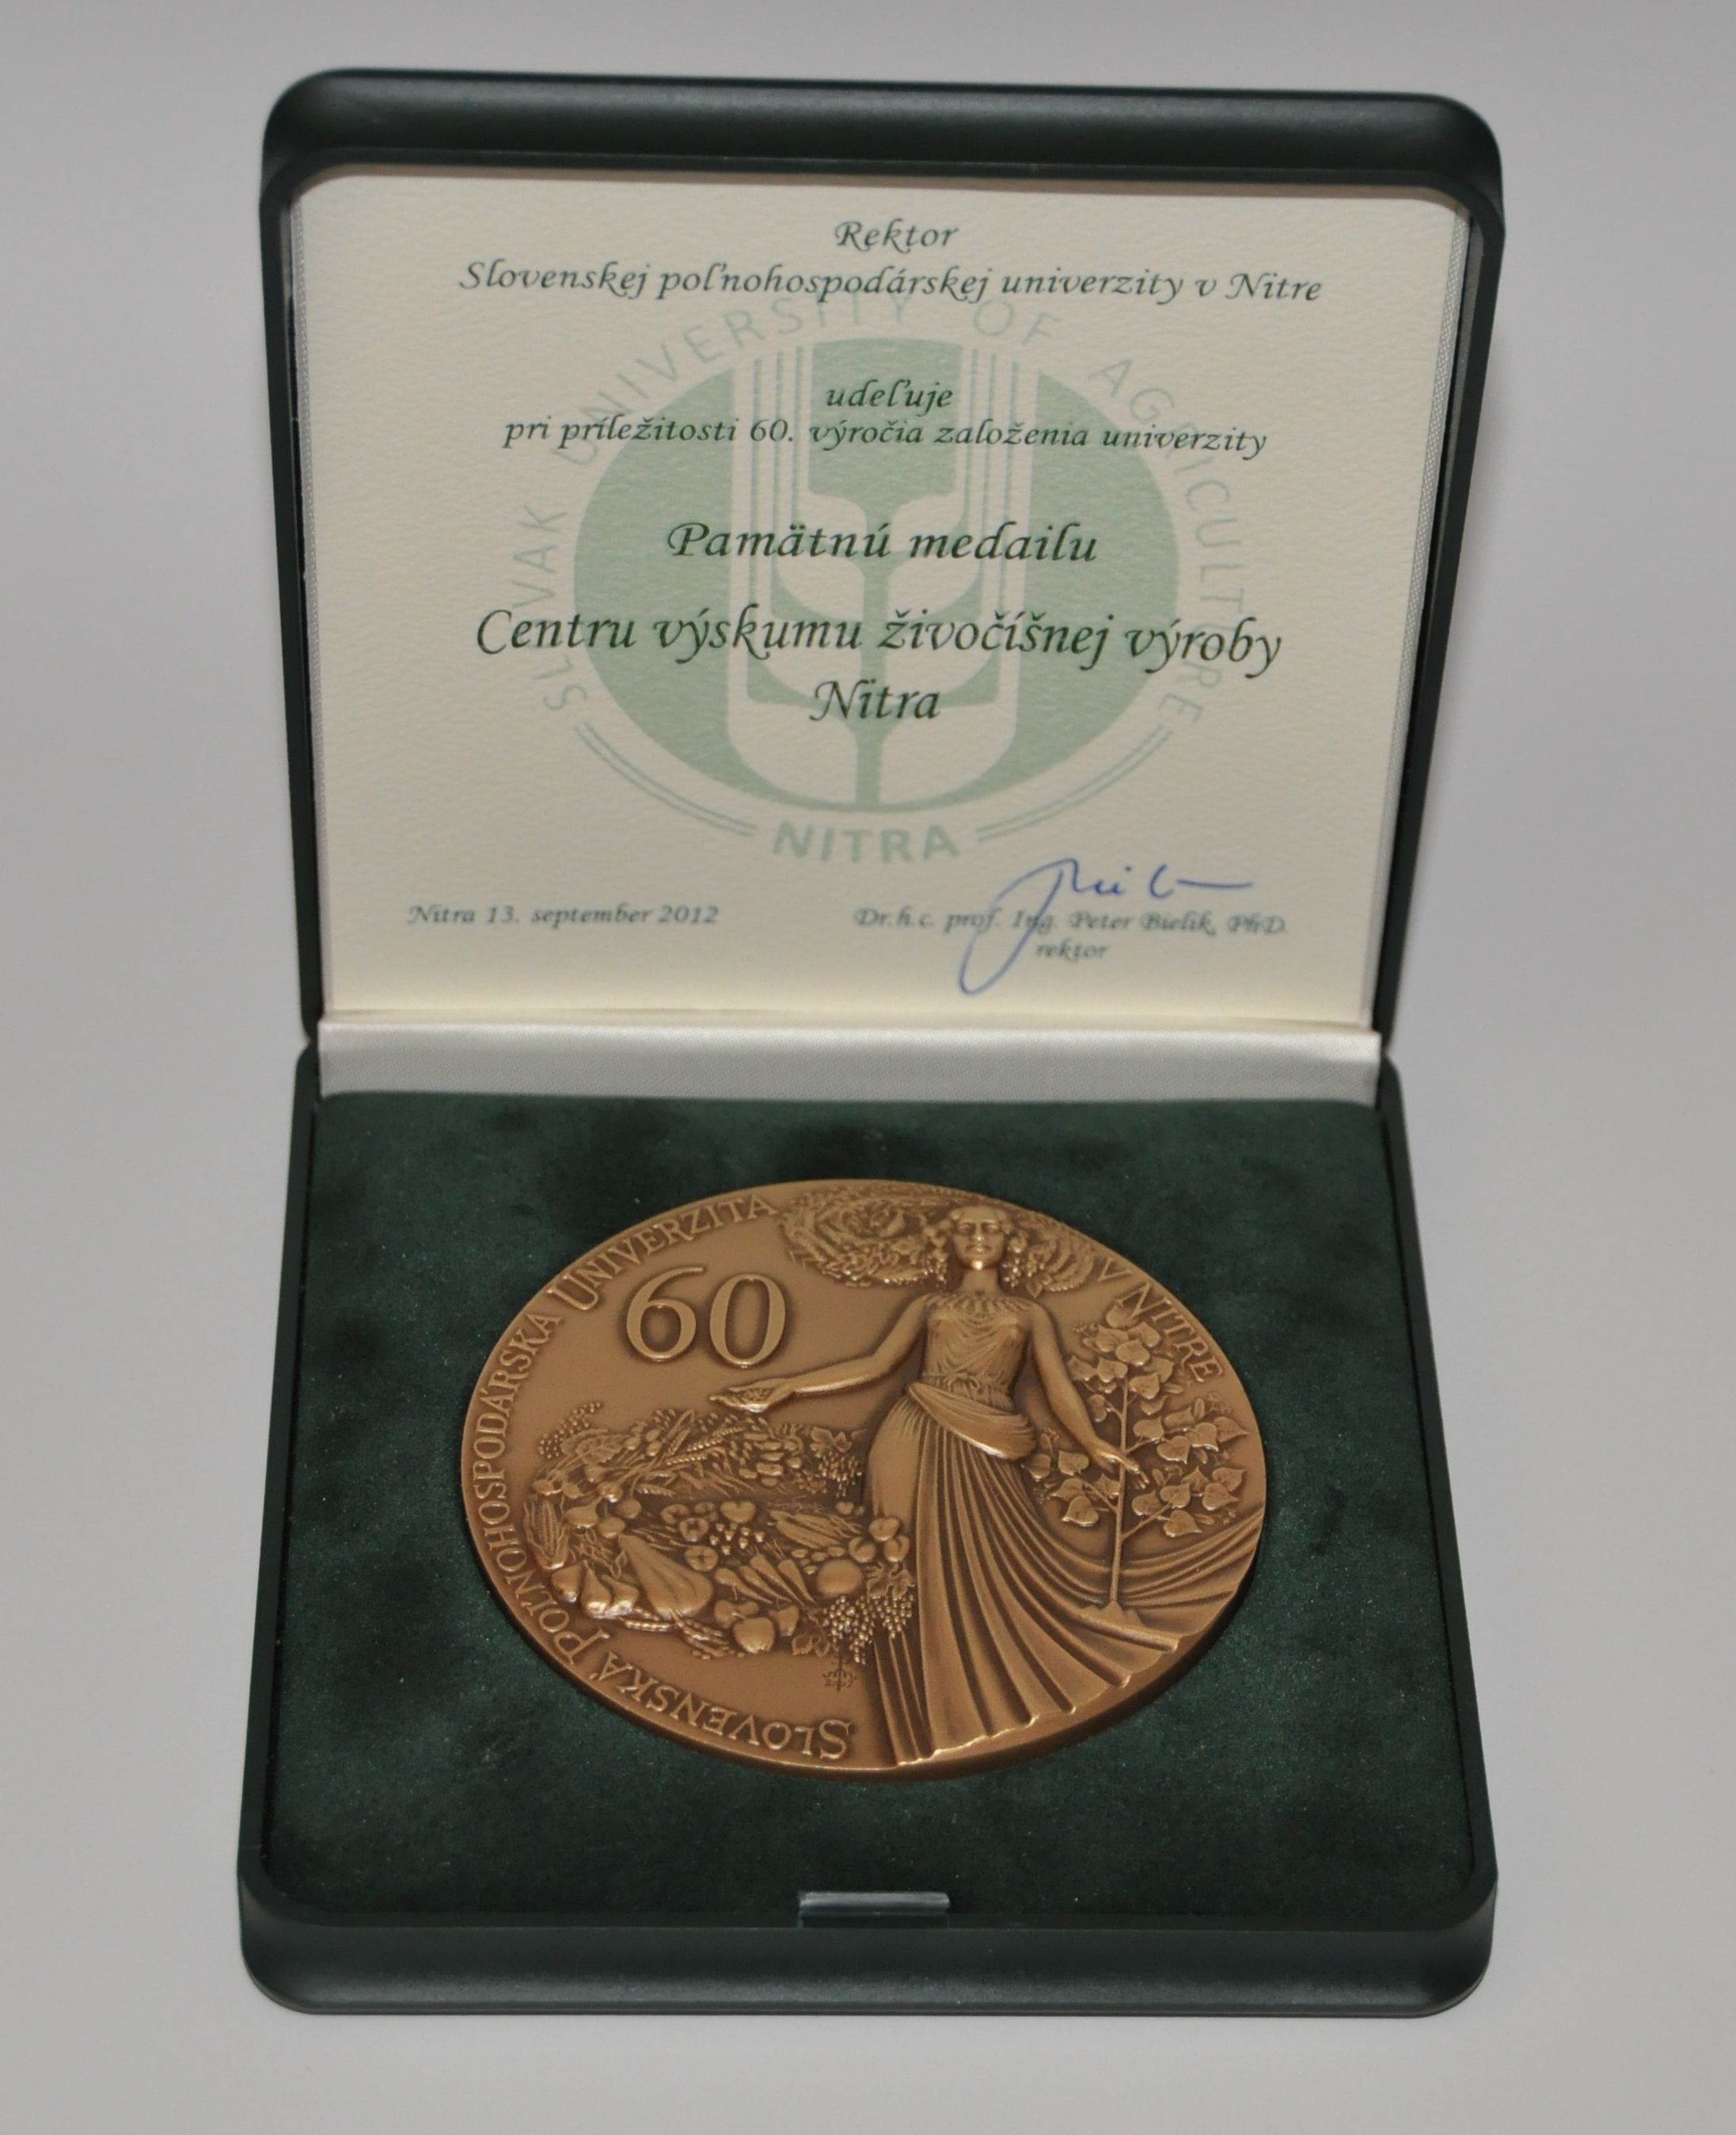 Rektor
Slovenskej poľnohospodárskej univerzity v Nitre
udeľuje
pri príležitosti 60. výročia založenia univerzity
Pamätnú medailu
Centru výskumu živočíšnej výroby
Nitra
SLOVAK UNIVERSITY OF AGRICULTURE
NITRA
Nitra 13. september 2012
Dr.h.c. prof. Ing. Peter Bielik, PhD.
rektor
SLOVENSKÁ POĽNOHOSPODÁRSKA UNIVERZITA V NITRE
60